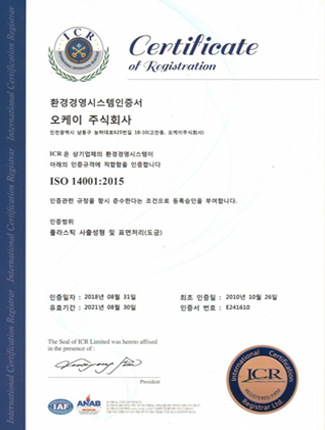 ICR
Certificate
of Registration
환경경영시스템인증서
오케이 주식회사
인천광역시 남동구 능허대로625번길 18-10(고잔동, 오케이주식회사)
ICR 은 상기업체의 환경경영시스템이
아래의 인증규격에 적합함을 인증합니다
ISO 14001:2015
인증관련 규정을 항시 준수한다는 조건으로 등록승인을 부여합니다.
인증범위
플라스틱 사출성형 및 표면처리(도금)
인증일자 : 2018년 08월 31일
최조 인증일 : 2010년 10월 26일
유효기간 : 2021년 08월 30일
인증서 번호 : E241610
The Seal of ICR Limited was hereto affixed
in the presence of :
President
IAF
ANAB
International Certification
ICR
Registrar Ltd
International Certification Registrar
International Certification Registrar
International Certification Registrar